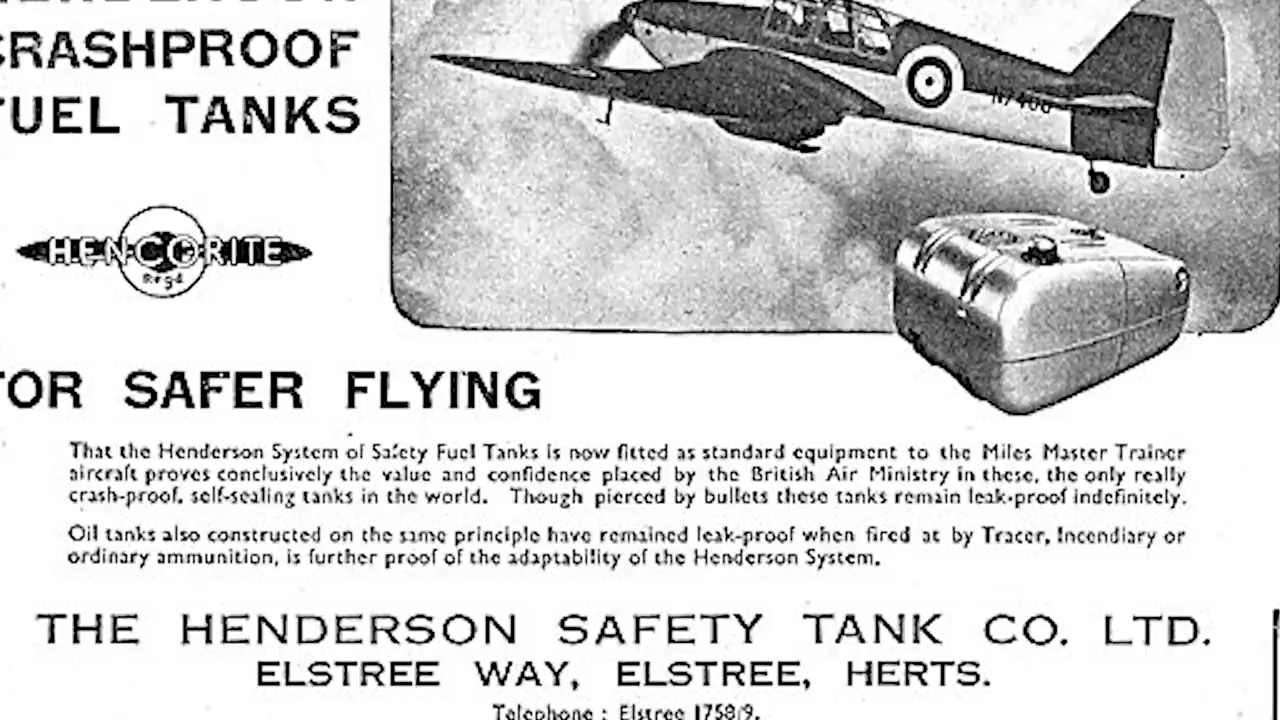 CRASHPROOF
FUEL TANKS
HENCORITE
Regd
N7408
FOR SAFER FLYING
That the Henderson System of Safety Fuel Tanks is now fitted as standard equipment to the Miles Master Trainer
aircraft proves conclusively the value and confidence placed by the British Air Ministry in these, the only really
crash-proof, self-sealing tanks in the world. Though pierced by bullets these tanks remain leak-proof indefinitely.
Oil tanks also constructed on the same principle have remained leak-proof when fired at by Tracer, Incendiary or
ordinary ammunition, is further proof of the adaptability of the Henderson System.
THE HENDERSON SAFETY TANK CO. LTD.
ELSTREE WAY, ELSTREE, HERTS.
Telephone : Elstree 1758/9.